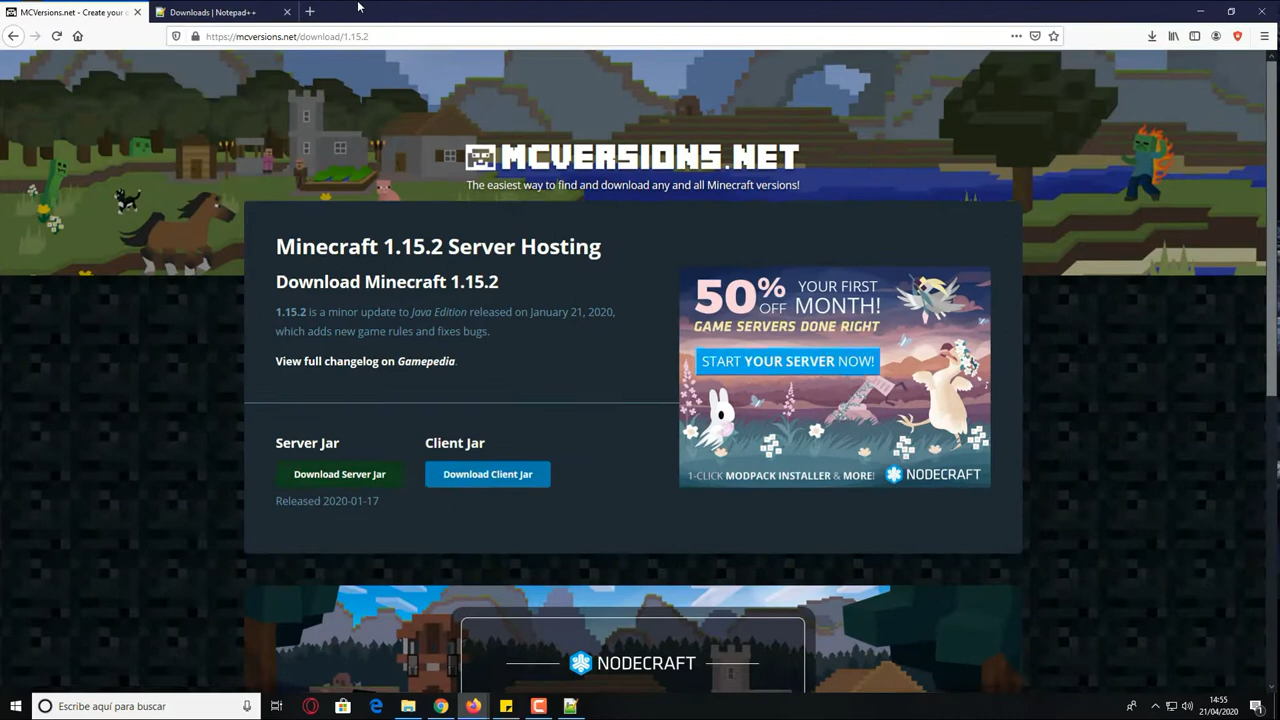 MCVersions.net - Create your c
Downloads | Notepad++
https://mcversions.net/download/1.15.2
MCVERSIONS.NET
The easiest way to find and download any and all Minecraft versions!
Minecraft 1.15.2 Server Hosting
Download Minecraft 1.15.2
1.15.2 is a minor update to Java Edition released on January 21, 2020,
which adds new game rules and fixes bugs.
View full changelog on Gamepedia.
50% OFF YOUR FIRST MONTH!
GAME SERVERS DONE RIGHT
START YOUR SERVER NOW!
1-CLICK MODPACK INSTALLER & MORE!
NODECRAFT
Server Jar
Client Jar
Download Server Jar
Download Client Jar
Released 2020-01-17
NODECRAFT
Escribe aquí para buscar
14:55
21/04/2020
1